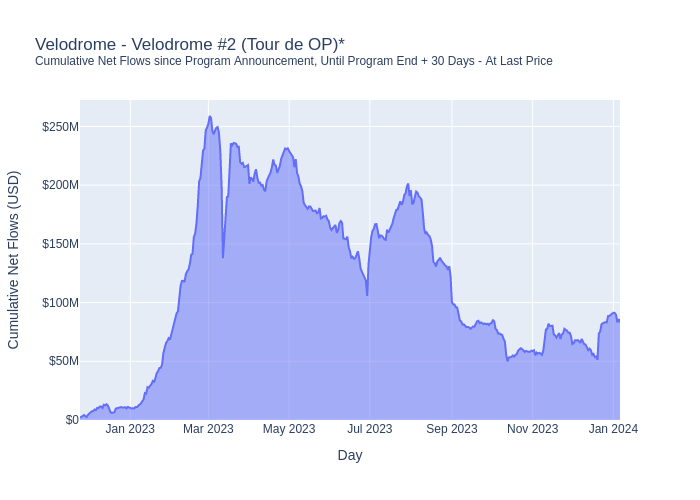 Velodrome - Velodrome #2 (Tour de OP)*
Cumulative Net Flows since Program Announcement, Until Program End + 30 Days - At Last Price
$250M
$200M
$150M
$100M
$50M
$0
Cumulative Net Flows (USD)
Jan 2023 Mar 2023 May 2023 Jul 2023 Sep 2023 Nov 2023 Jan 2024
Day